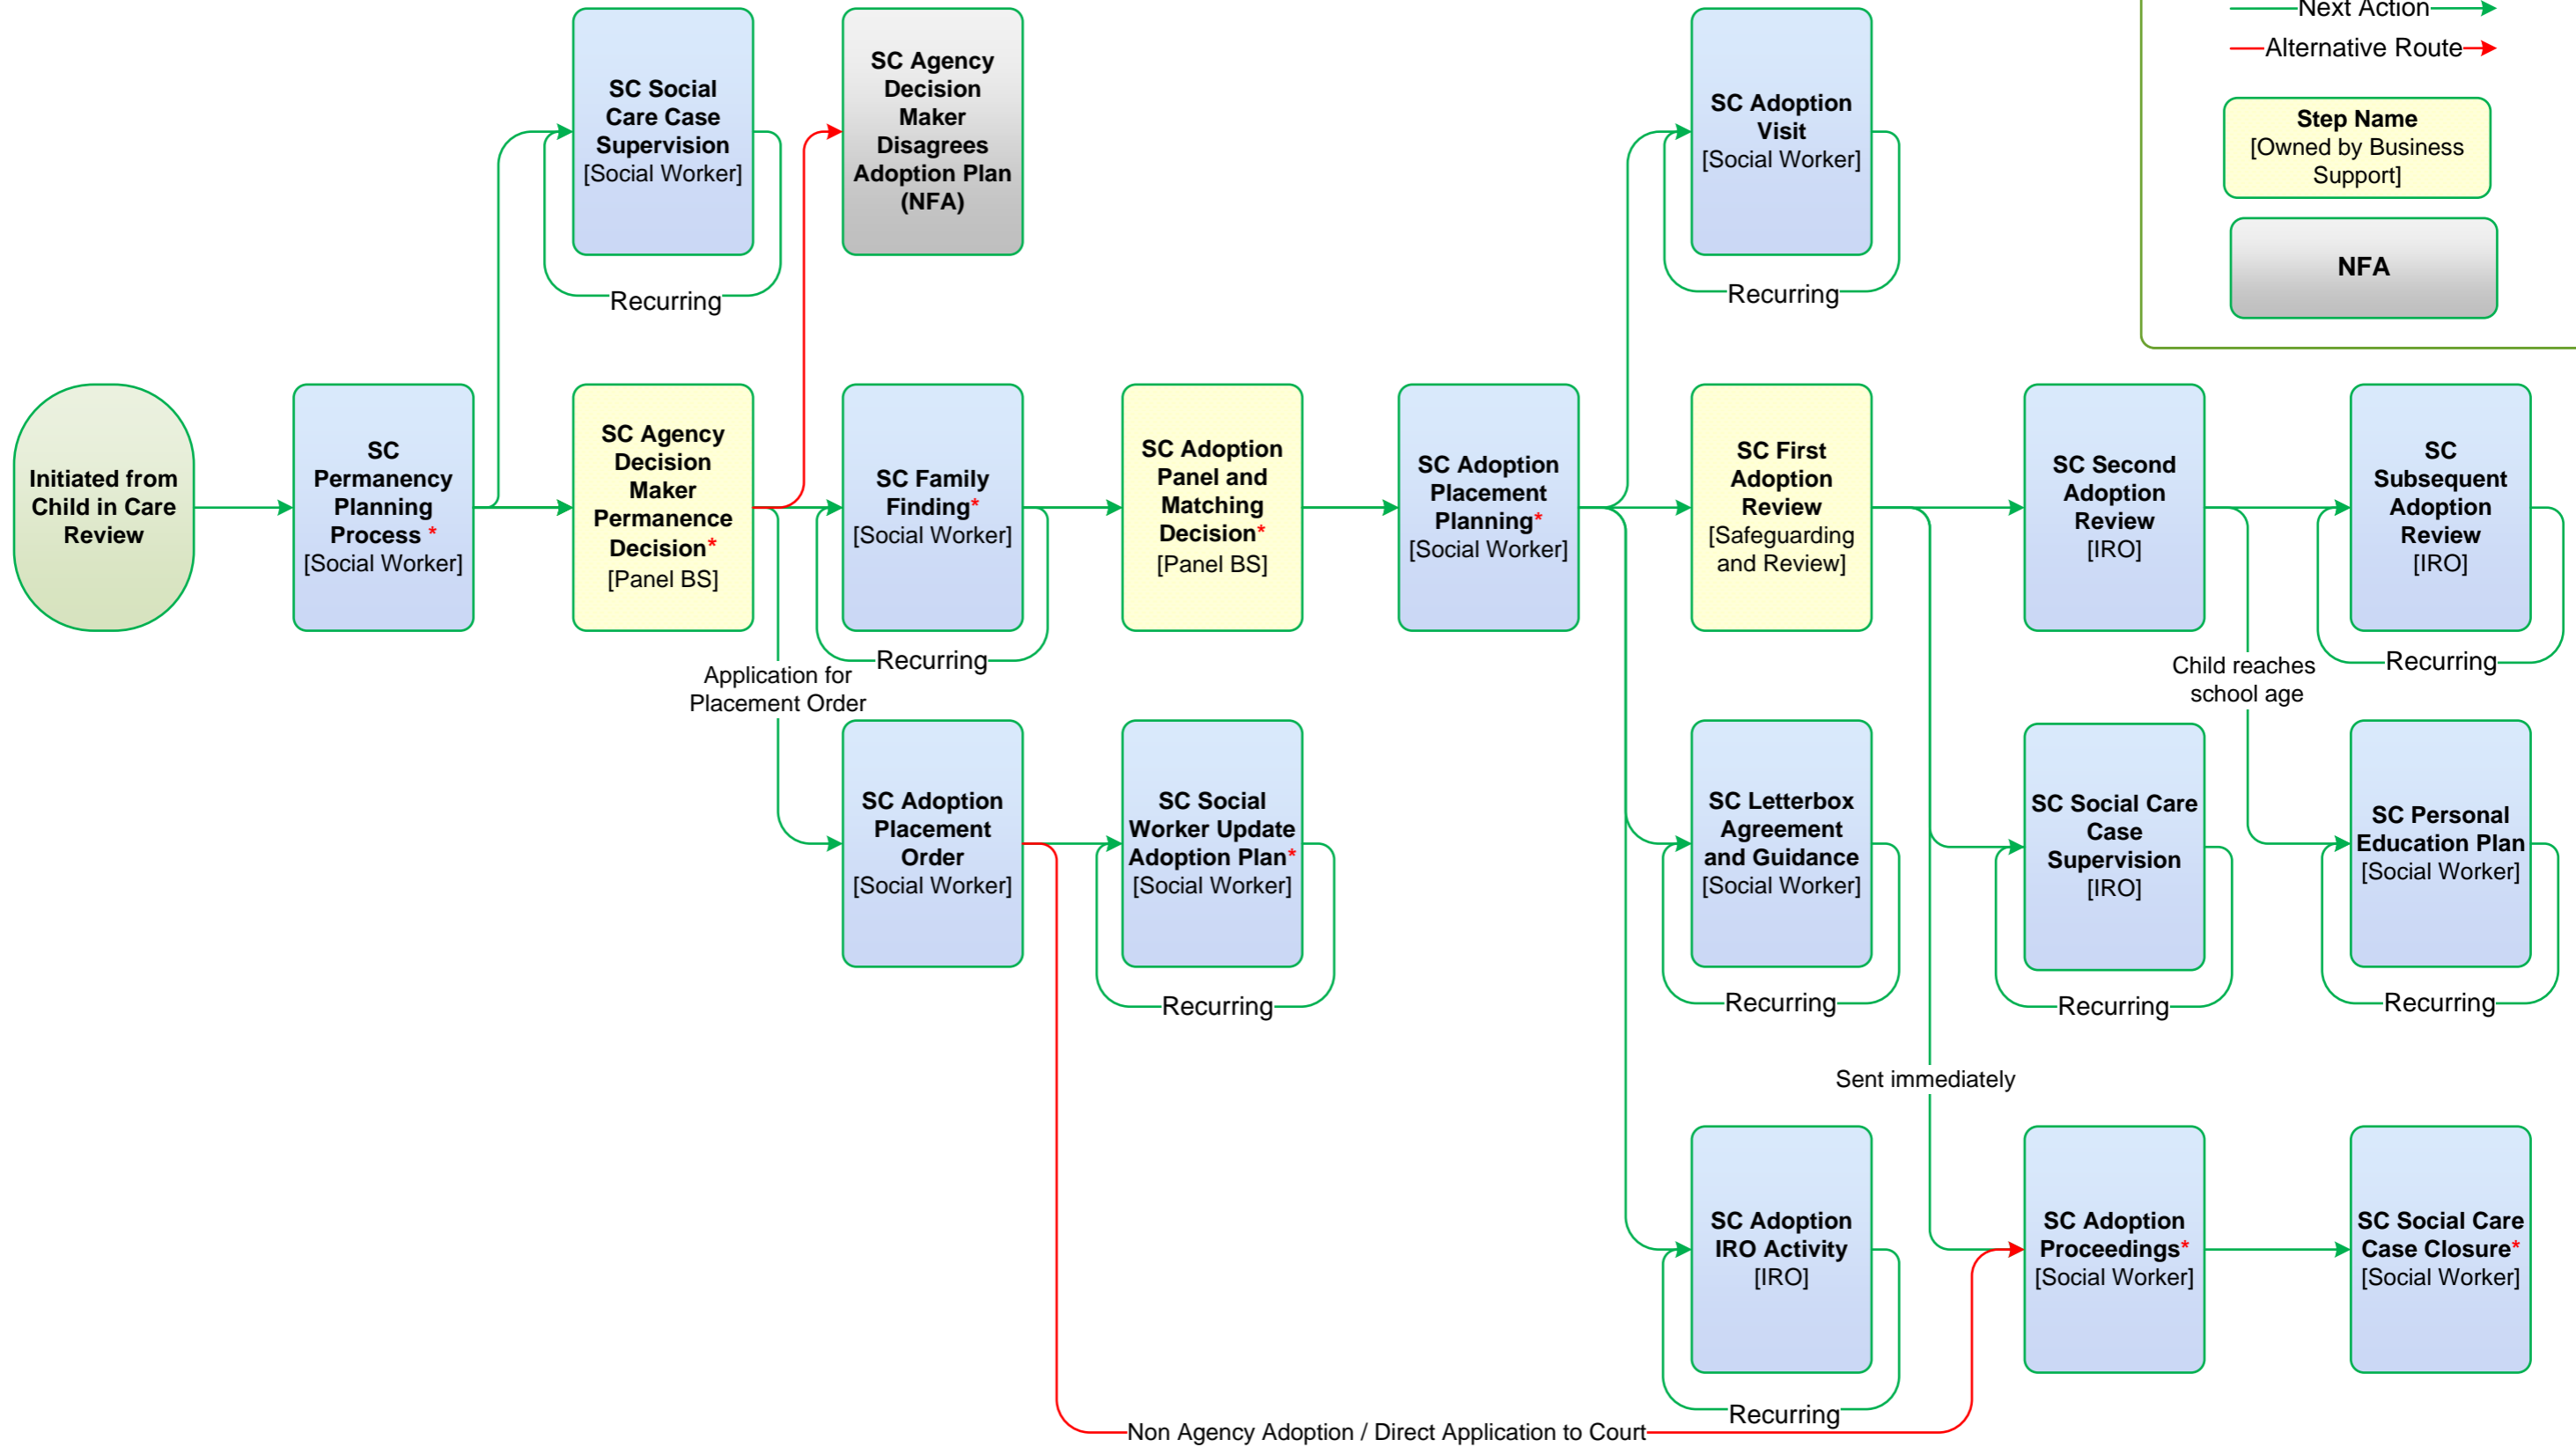 Next Action
Alternative Route
Step Name
[Owned by Business
Support]
NFA
SC Social
Care Case
Supervision
[Social Worker]
Recurring
SC Agency
Decision
Maker
Disagrees
Adoption Plan
(NFA)
SC Adoption
Visit
[Social Worker]
Recurring
Initiated from
Child in Care
Review
SC
Permanency
Planning
Process *
[Social Worker]
SC Agency
Decision
Maker
Permanence
Decision*
[Panel BS]
SC Family
Finding*
[Social Worker]
Recurring
SC Adoption
Panel and
Matching
Decision*
[Panel BS]
SC Adoption
Placement
Planning*
[Social Worker]
SC First
Adoption
Review
[Safeguarding
and Review]
SC Second
Adoption
Review
[IRO]
SC
Subsequent
Adoption
Review
[IRO]
Recurring
Application for
Placement Order
Child reaches
school age
SC Adoption
Placement
Order
[Social Worker]
SC Social
Worker Update
Adoption Plan*
[Social Worker]
Recurring
SC Letterbox
Agreement
and Guidance
[Social Worker]
Recurring
SC Social Care
Case
Supervision
[IRO]
Recurring
SC Personal
Education Plan
[Social Worker]
Recurring
Sent immediately
SC Adoption
IRO Activity
[IRO]
Recurring
SC Adoption
Proceedings*
[Social Worker]
SC Social Care
Case Closure*
[Social Worker]
Non Agency Adoption / Direct Application to Court